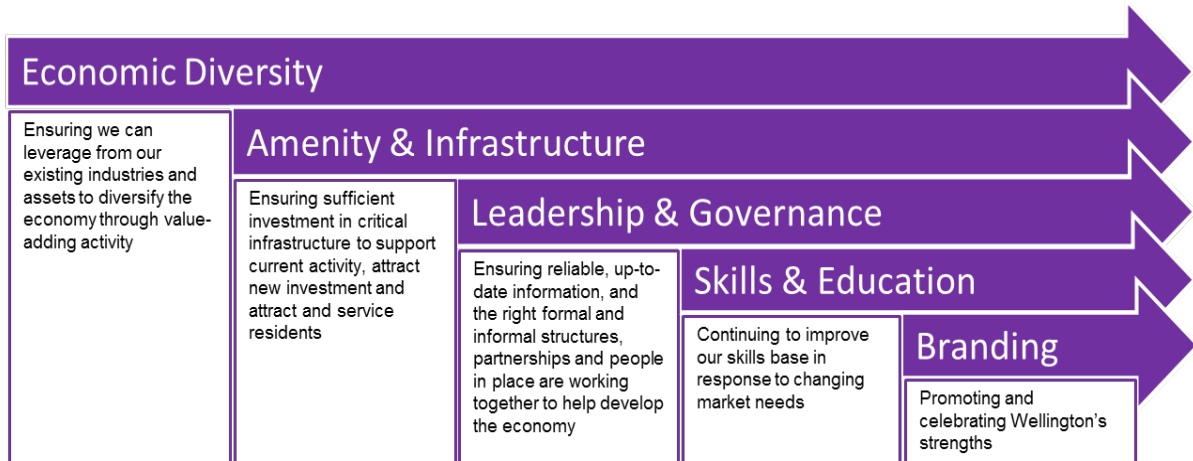 Economic Diversity
Ensuring we can
leverage from our
existing industries and
assets to diversify the
economy through value-
adding activity
Amenity & Infrastructure
Ensuring sufficient
investment in critical
infrastructure to support
current activity, attract
new investment and
attract and service
residents
Leadership & Governance
Ensuring reliable, up-to-
date information, and
the right formal and
informal structures,
partnerships and people
in place are working
together to help develop
the economy
Skills & Education
Continuing to improve
our skills base in
response to changing
market needs
Branding
Promoting and
celebrating Wellington's
strengths